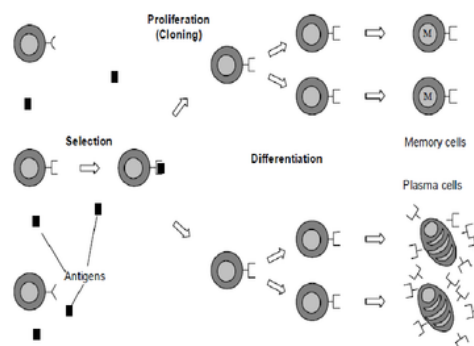 Proliferation
(Cloning)
M
M
Selection
Memory cells
Differentiation
Plasma cells
Antigens